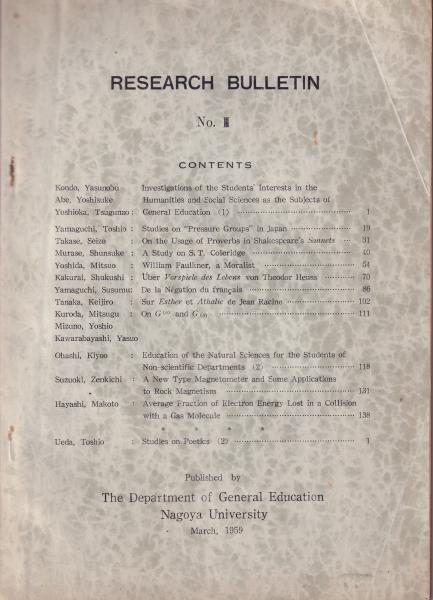 RESEARCH BULLETIN
No. Ⅲ
CONTENTS
Kondo, Yasunobu Investigations of the Students' Interests in the
Abe, Yoshisuke Humanities and Social Sciences as the Subjects of
Yoshioka, Tsugunao : General Education (1) 1
Yamaguchi, Toshio : Studies on "Pressure Groups" in Japan 19
Takase, Seizo : On the Usage of Proverbs in Shakespeare's Sonnets 31
Murase, Shunsuke : A Study on S. T. Coleridge 40
Yoshida, Mitsuo : William Faulkner, a Moralist 54
Kakurai, Shukushi : Über Vorspiele des Lebens von Theodor Heuss 70
Yamaguchi, Susumu : De la Négation du français 86
Tanaka, Keijiro : Sur Esther et Athalie de Jean Racine 102
Kuroda, Mitsugu : On G and G 111
Mizuno, Yoshio
Kawarabayashi, Yasuo
Ohashi, Kiyoo : Education of the Natural Sciences for the Students of
Non-scientific Departments (2) 118
Suzuoki, Zenkichi : A New Type Magnetometer and Some Applications
to Rock Magnetism 131
Hayashi, Makoto : Average Fraction of Electron Energy Lost in a Collision
with a Gas Molecule 138
* * *
Ueda, Toshio : Studies on Poetics (2) 1
Published by
The Department of General Education
Nagoya University
March, 1959